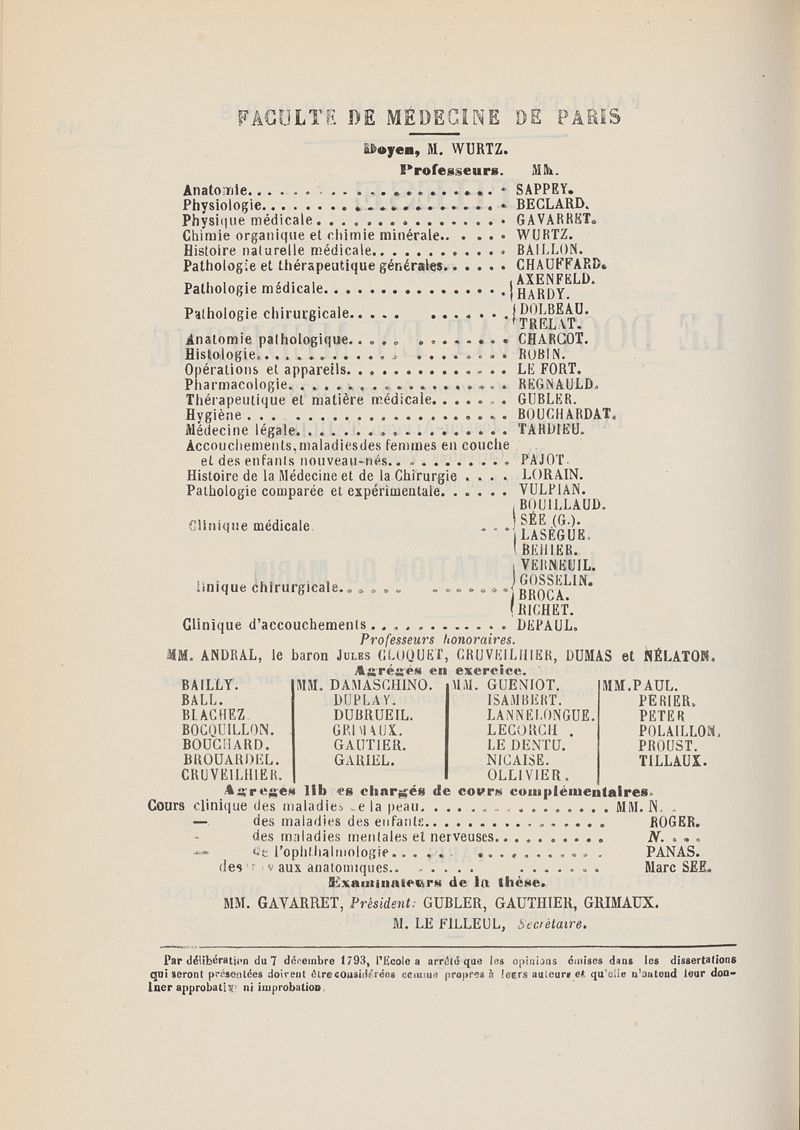 FACULTE DE MÉDECINE DE PARIS
Doyen, M. WURTZ.
Professeurs. MM.
Anatomie. . . . . . . . . . . . . . . . . . . . SAPPEY.
Physiologie. . . . . . . . . . . . . . . . . . . BECLARD.
Physique médicale . . . . . . . . . . . . . . . GAVARRET.
Chimie organique et chimie minérale. . . . . . WURTZ.
Histoire naturelle médicale. . . . . . . . . . . BAILLON.
Pathologie et thérapeutique générales. . . . . . CHAUFFARD.
Pathologie médicale. . . . . . . . . . . . . . . { AXENFELD.
HARDY.
Pathologie chirurgicale. . . . . . . . . . . . { DOLBEAU.
TRELAT.
Anatomie pathologique. . . . . . . . . . . . . CHARCOT.
Histologie. . . . . . . . . . . . . . . . . . . ROBIN.
Opérations et appareils. . . . . . . . . . . . . LE FORT.
Pharmacologie. . . . . . . . . . . . . . . . . . REGNAULD.
Thérapeutique et matière médicale. . . . . . . GUBLER.
Hygiène . . . . . . . . . . . . . . . . . . . . BOUCHARDAT.
Médecine légale. . . . . . . . . . . . . . . . . TARDIEU.
Accouchements, maladies des femmes en couche
et des enfants nouveau-nés. . . . . . . . . . . PAJOT.
Histoire de la Médecine et de la Chirurgie . . . . LORAIN.
Pathologie comparée et expérimentale. . . . . . VULPIAN.
Clinique médicale . . . { BOUILLAUD.
SÉE (G.).
LASÈGUE.
BEHIER.
linique chirurgicale. . . . . . . . . . . . . { VERNEUIL.
GOSSELIN.
BROCA.
RICHET.
Clinique d'accouchements . . . . . . . . . . . . DEPAUL.
Professeurs honoraires.
MM. ANDRAL, le baron JULES CLOQUET, CRUVEILHIER, DUMAS et NÉLATON.
Agrégés en exercice.
BAILLY. MM. DAMASCHINO. MM. GUENIOT. MM. PAUL.
BALL. DUPLAY. ISAMBERT. PERIER.
BLACHEZ DUBRUEIL. LANNELONGUE. PETER
BOCQUILLON. GRIMAUX. LECORCH . POLAILLON.
BOUCHARD. GAUTIER. LE DENTU. PROUST.
BROUARDEL. GARIEL. NICAISE. TILLAUX.
CRUVEILHIER. OLLIVIER.
Agreges lib es chargés de cours complémentaires.
Cours clinique des maladies e la peau. . . . . . . . . . . . . . . . MM. N. .
— des maladies des enfants. . . . . . . . . . . . . . . . ROGER.
- des maladies mentales et nerveuses. . . . . . . . . . N. . . .
— de l'ophthalmologie. . . . . . . . . . . . . . . . PANAS.
des vaux anatomiques. . . . . . . . . . . . . . . Marc SÉE.
Examinateurs de la thèse.
MM. GAVARRET, Président: GUBLER, GAUTHIER, GRIMAUX.
M. LE FILLEUL, Secrétaire.
Par délibération du 7 décembre 1793, l'Ecole a arrêté que les opinions émises dans les dissertations
qui seront présentées doivent être considérées comme propres à leurs auteurs et qu'elle n'entend leur don-
ner approbation ni improbation.